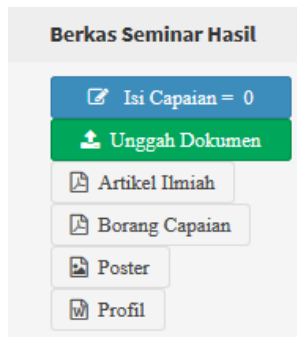 Berkas Seminar Hasil
Isi Capaian = 0
Unggah Dokumen
Artikel Ilmiah
Borang Capaian
Poster
Profil